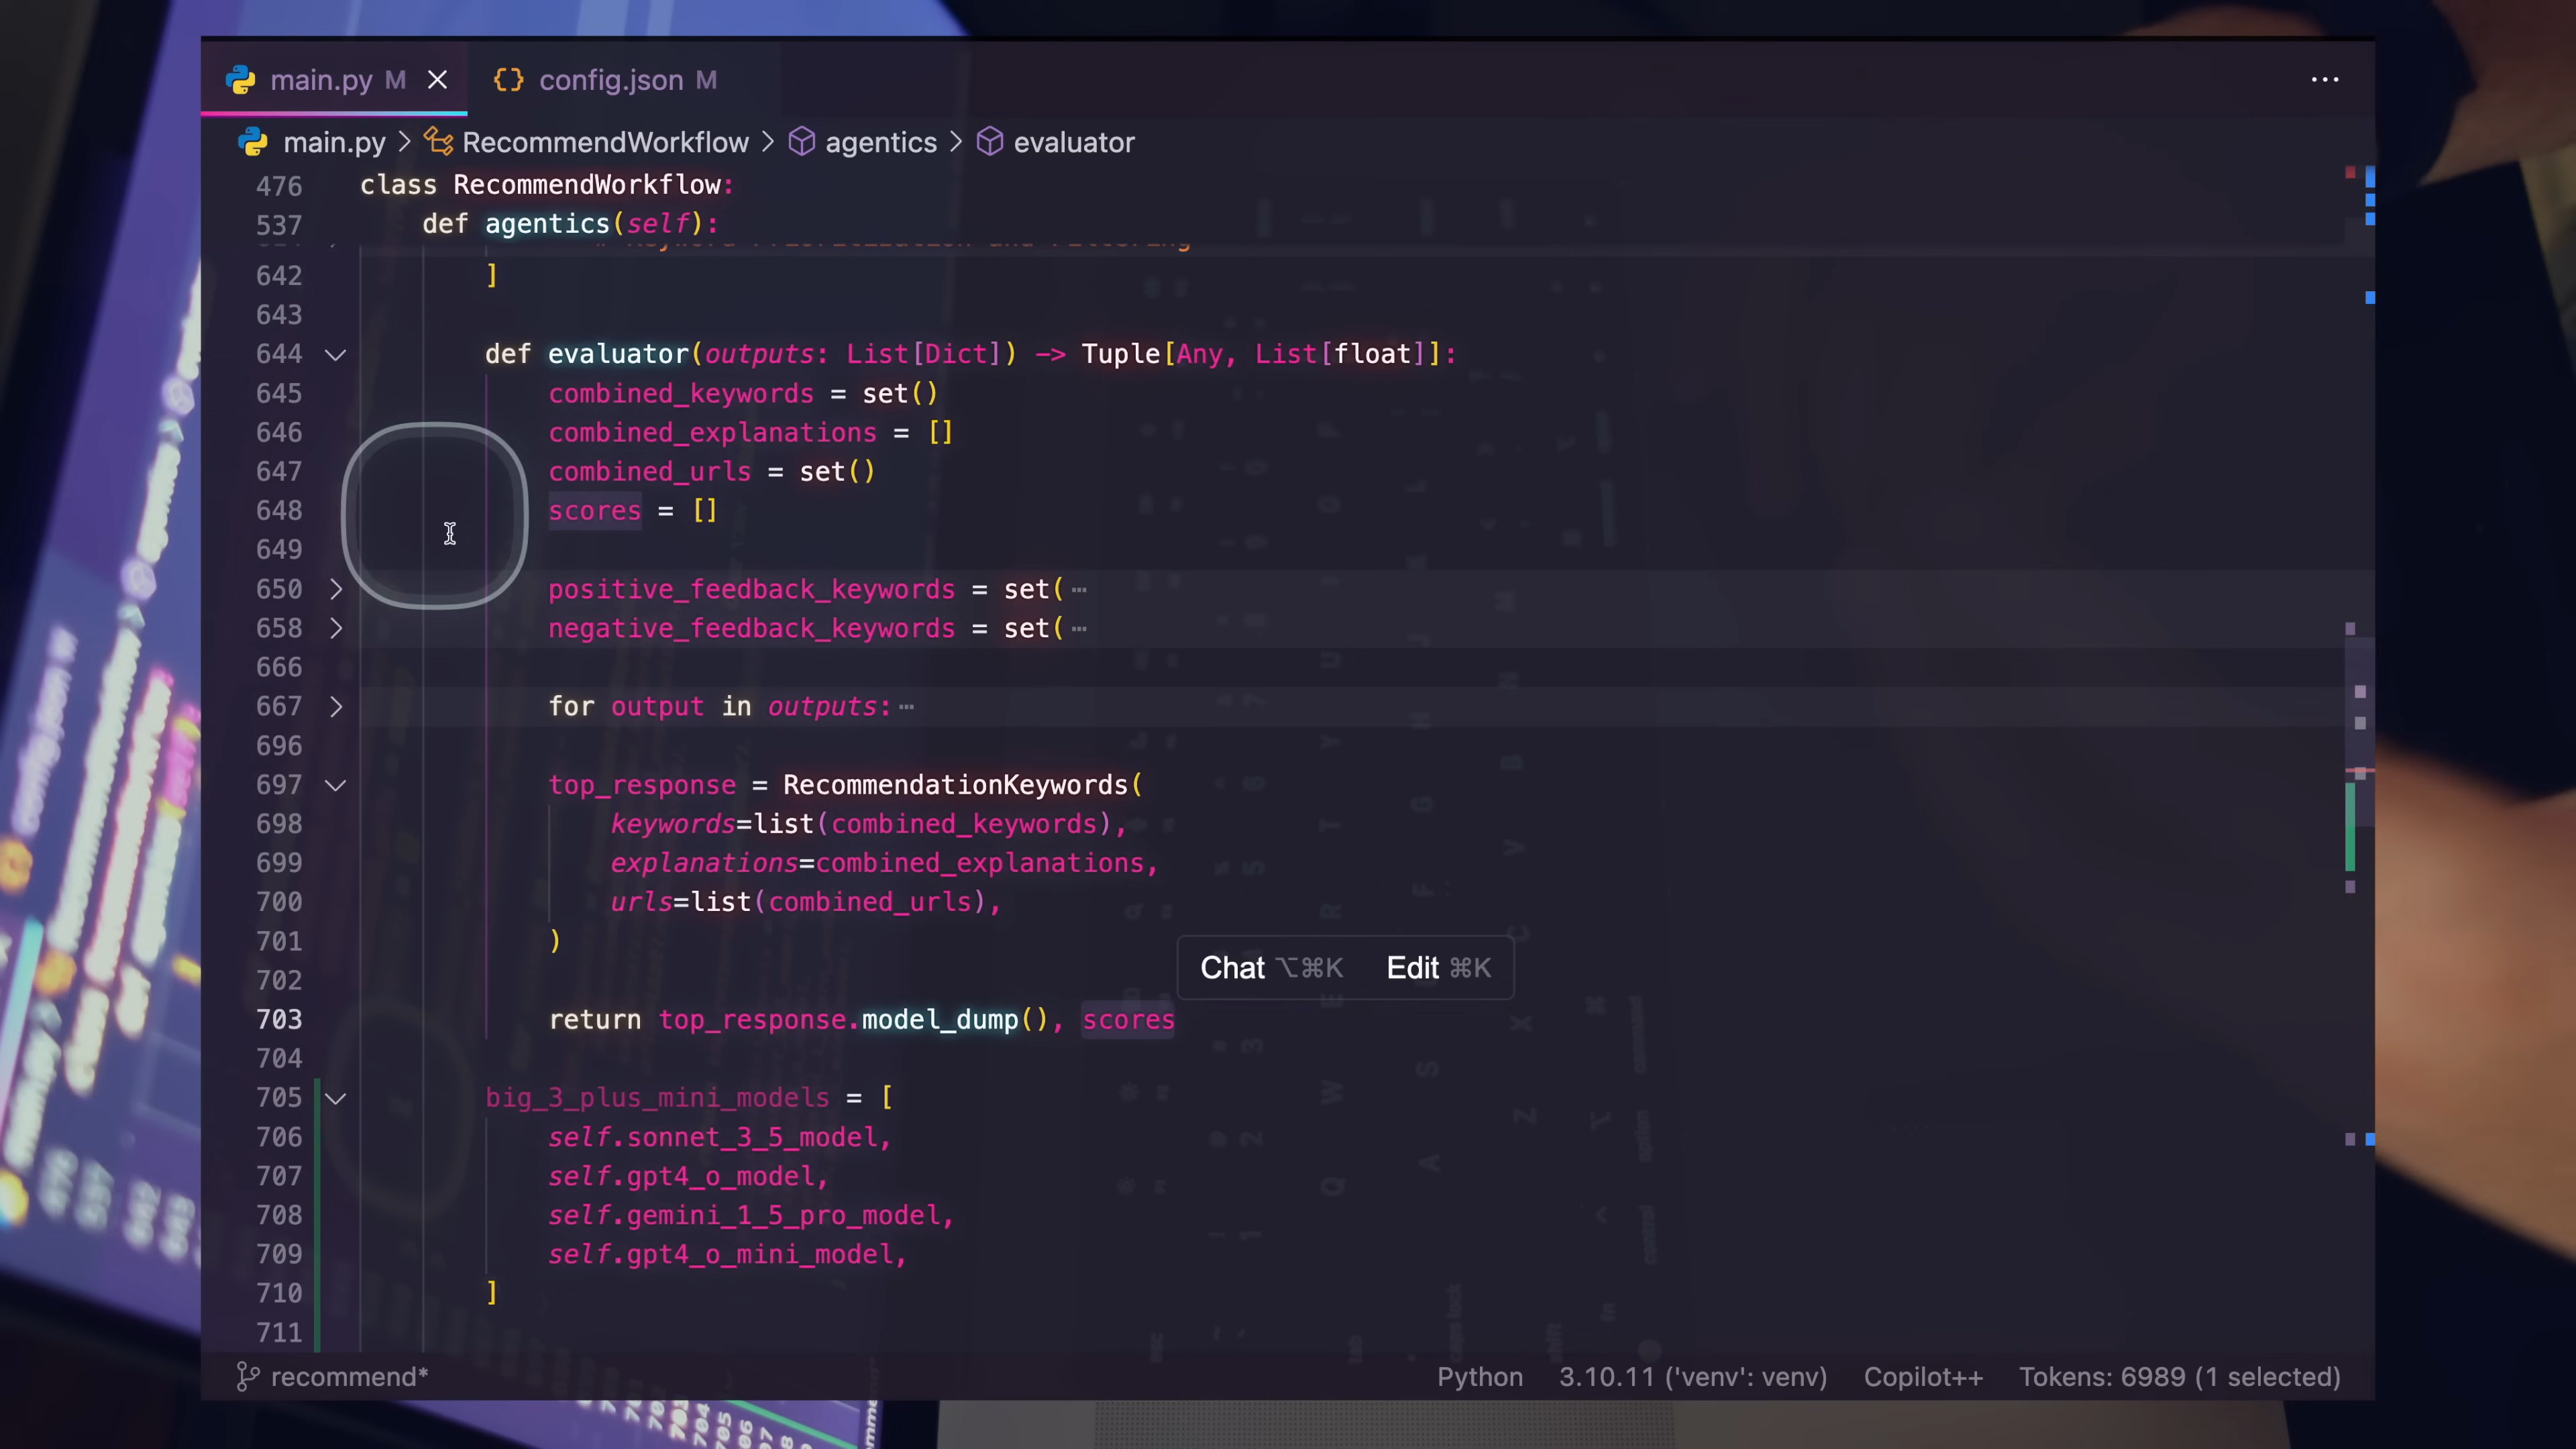 main.py M
config.json M
main.py > RecommendWorkflow > agentics > evaluator
476 class RecommendWorkflow:
537 def agentics(self):
642 ]
643
644 def evaluator(outputs: List[Dict]) -> Tuple[Any, List[float]]:
645 combined_keywords = set()
646 combined_explanations = []
647 combined_urls = set()
648 scores = []
649
650 positive_feedback_keywords = set(…
658 negative_feedback_keywords = set(…
666
667 for output in outputs:…
696
697 top_response = RecommendationKeywords(
698 keywords=list(combined_keywords),
699 explanations=combined_explanations,
700 urls=list(combined_urls),
701 )
Chat ⌥⌘K Edit ⌘K
702
703 return top_response.model_dump(), scores
704
705 big_3_plus_mini_models = [
706 self.sonnet_3_5_model,
707 self.gpt4_o_model,
708 self.gemini_1_5_pro_model,
709 self.gpt4_o_mini_model,
710 ]
711
recommend* Python 3.10.11 ('venv': venv) Copilot++ Tokens: 6989 (1 selected)